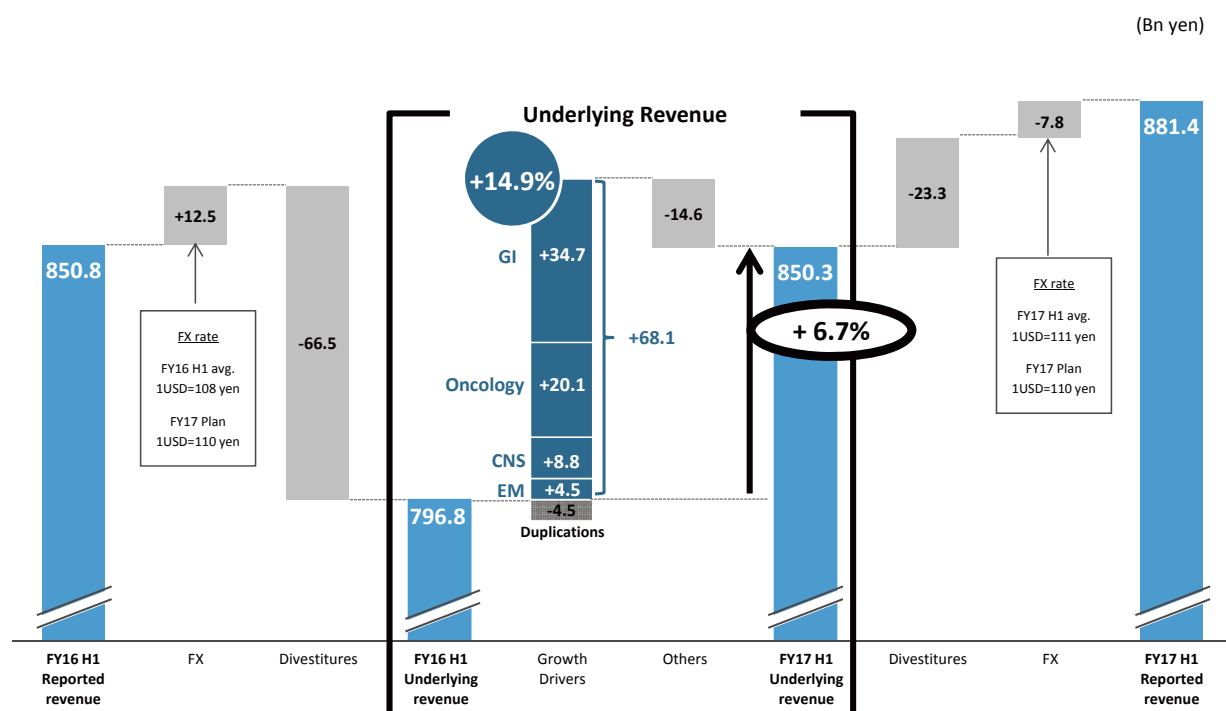 (Bn yen)
Underlying Revenue
850.8
+12.5
FX rate
FY16 H1 avg.
1USD=108 yen
FY17 Plan
1USD=110 yen
-66.5
796.8
+14.9%
GI
+34.7
Oncology
+20.1
CNS
+8.8
EM
+4.5
-4.5
Duplications
+68.1
-14.6
850.3
+ 6.7%
-23.3
-7.8
FX rate
FY17 H1 avg.
1USD=111 yen
FY17 Plan
1USD=110 yen
881.4
FY16 H1
Reported
revenue
FX
Divestitures
FY16 H1
Underlying
revenue
Growth
Drivers
Others
FY17 H1
Underlying
revenue
Divestitures
FX
FY17 H1
Reported
revenue